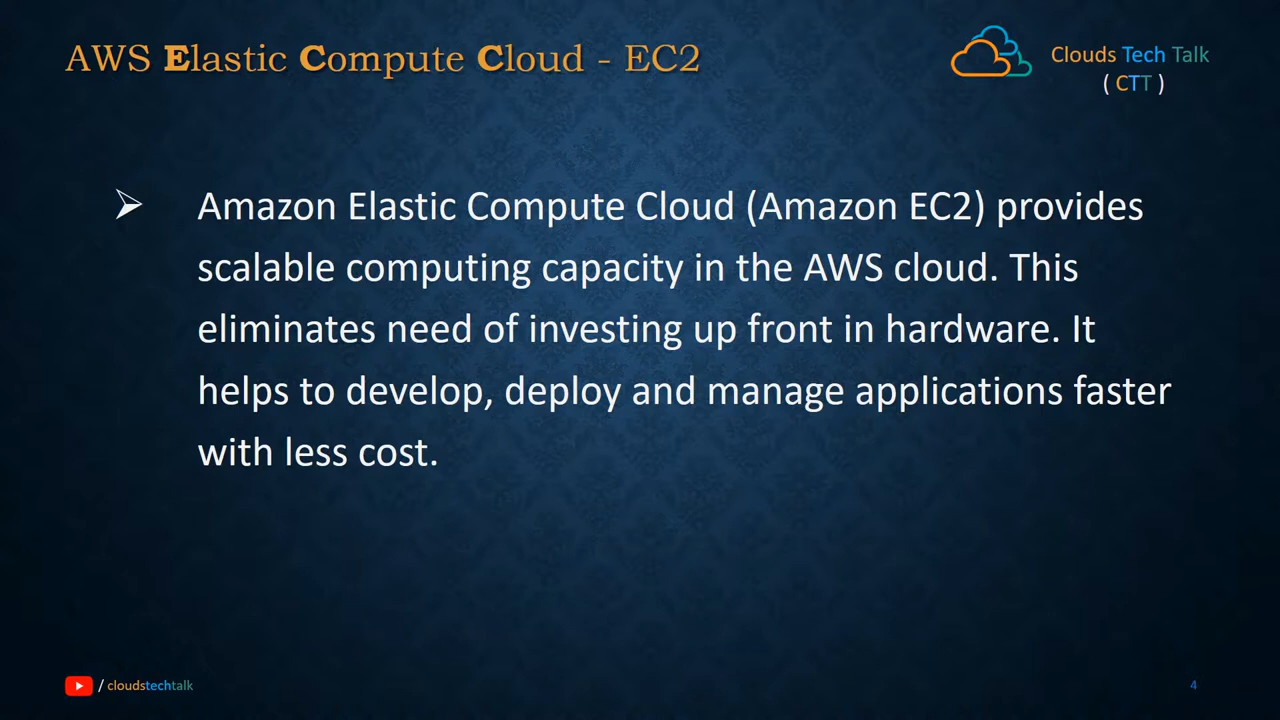 AWS Elastic Compute Cloud - EC2
Clouds Tech Talk
( CTT )
➢ Amazon Elastic Compute Cloud (Amazon EC2) provides
scalable computing capacity in the AWS cloud. This
eliminates need of investing up front in hardware. It
helps to develop, deploy and manage applications faster
with less cost.
/ cloudstechtalk
4